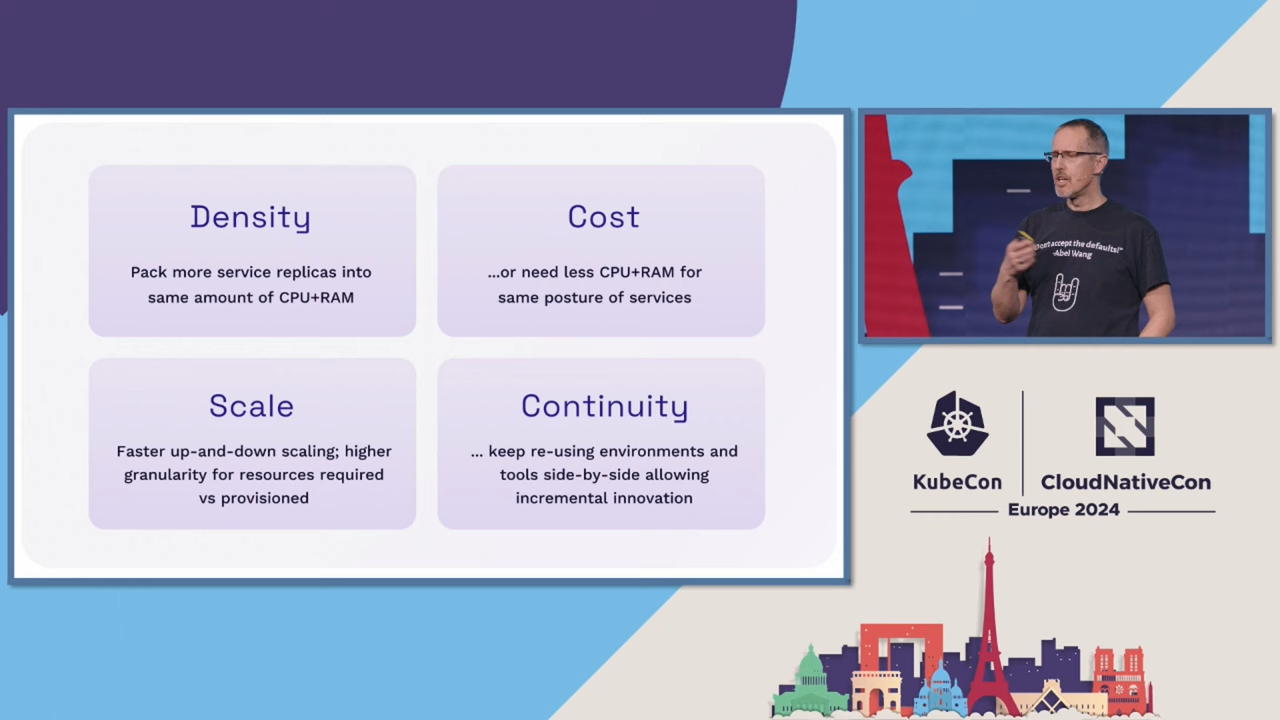 Density
Pack more service replicas into
same amount of CPU+RAM
Cost
...or need less CPU+RAM for
same posture of services
Scale
Faster up-and-down scaling; higher
granularity for resources required
vs provisioned
Continuity
... keep re-using environments and
tools side-by-side allowing
incremental innovation
accept the defaults!"
-Abel Wang
KubeCon
CloudNativeCon
Europe 2024